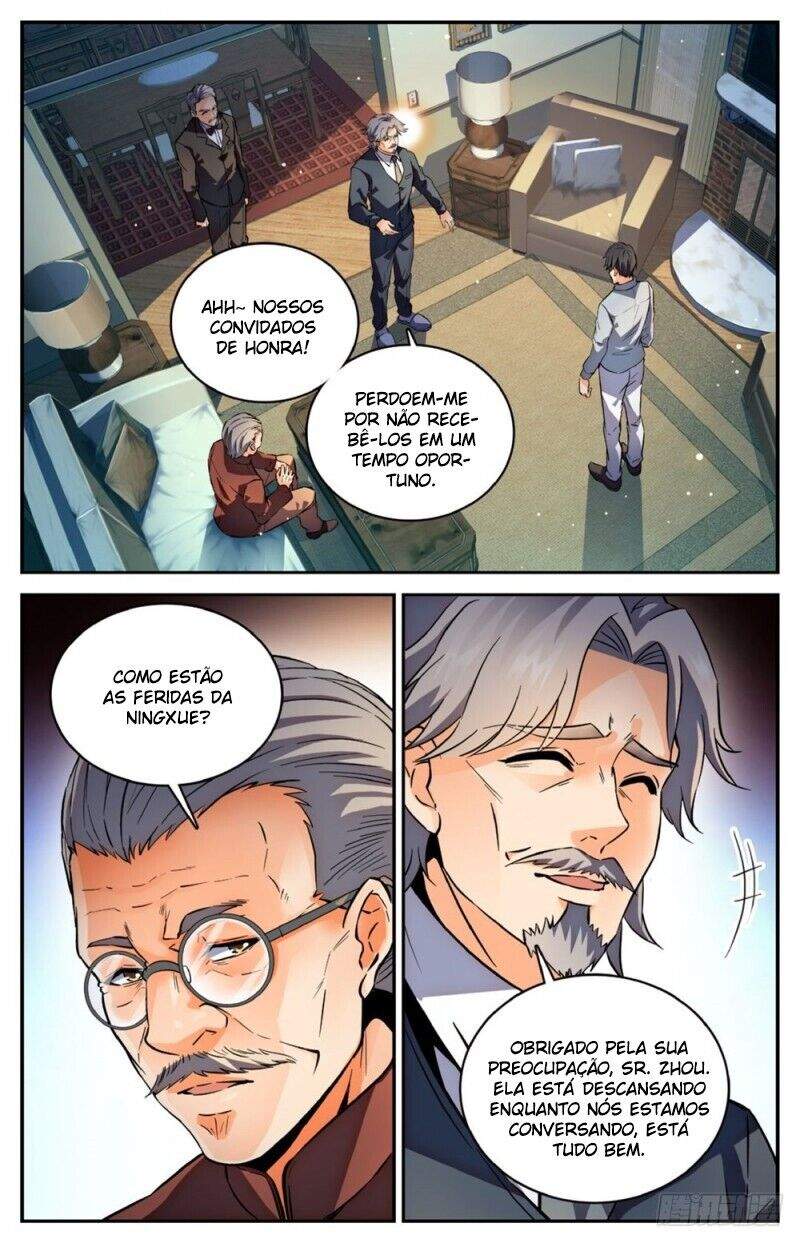 AHH~ NOSSOS
CONVIDADOS
DE HONRA!
PERDOEM-ME
POR NÃO RECE-
BÊ-LOS EM UM
TEMPO OPOR-
TUNO.
COMO ESTÃO
AS FERIDAS DA
NINGXUE?
OBRIGADO PELA SUA
PREOCUPAÇÃO, SR. ZHOU.
ELA ESTÁ DESCANSANDO
ENQUANTO NÓS ESTAMOS
CONVERSANDO, ESTÁ
TUDO BEM.